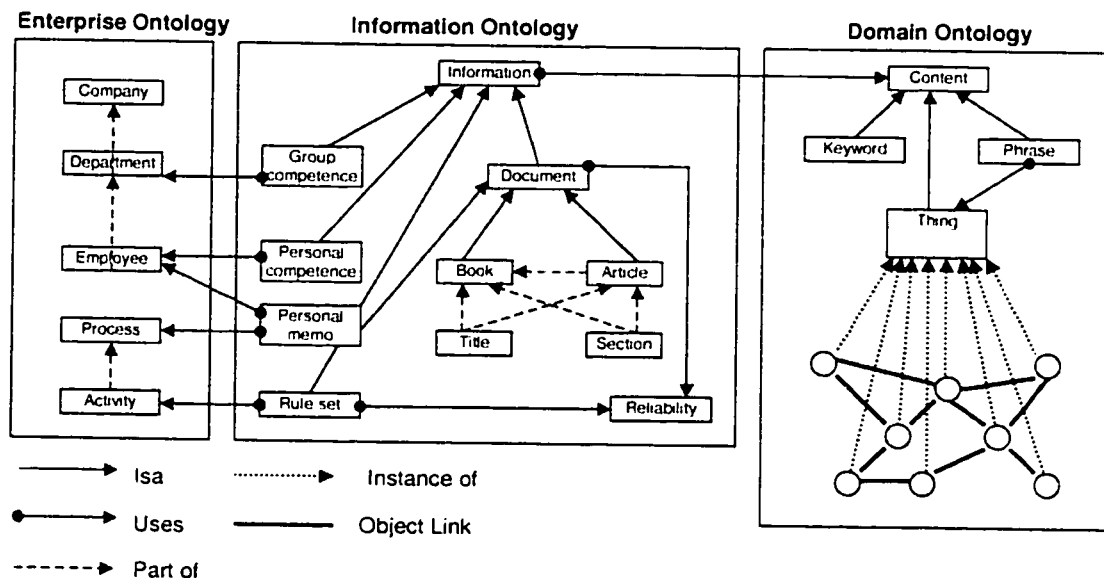 Enterprise Ontology
Information Ontology
Domain Ontology
Company
Department
Employee
Process
Activity
Information
Group
competence
Document
Personal
competence
Book
Article
Personal
memo
Title
Section
Rule set
Reliability
Content
Keyword
Phrase
Thing
Isa
Instance of
Uses
Object Link
Part of